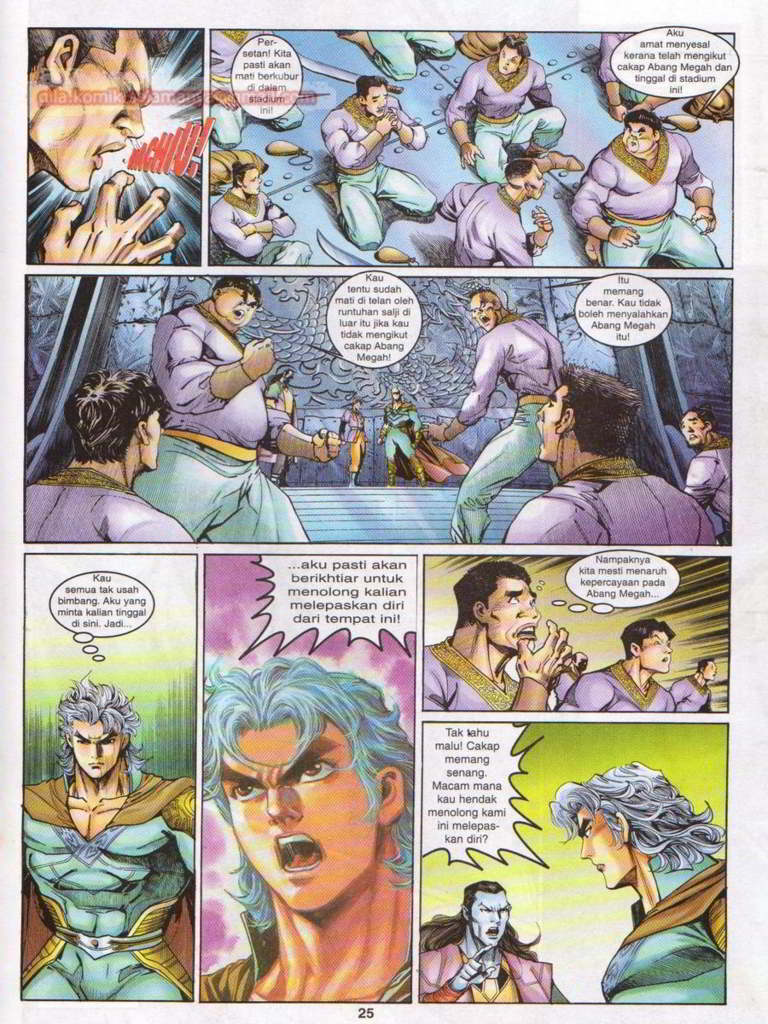 HACHIU!!
Per-
setan! Kita
pasti akan
mati berkubur
di dalam
stadium
ini!
Aku
amat menyesal
kerana telah mengikut
cakap Abang Megah dan
tinggal di stadium
ini...!
Kau
tentu sudah
mati di telan oleh
runtuhan salji di
luar itu jika kau
tidak mengikut
cakap Abang
Megah!
Itu
memang
benar. Kau tidak
boleh menyalahkan
Abang Megah
itu!
Kau
semua tak usah
bimbang. Aku yang
minta kalian tinggal
di sini. Jadi...
...aku pasti akan
berikhtiar untuk
menolong kalian
melepaskan diri
dari tempat ini!
Nampaknya
kita mesti menaruh
kepercayaan pada
Abang Megah...
Tak tahu
malu! Cakap
memang
senang.
Macam mana
kau hendak
menolong kami
ini melepas-
kan diri?
25